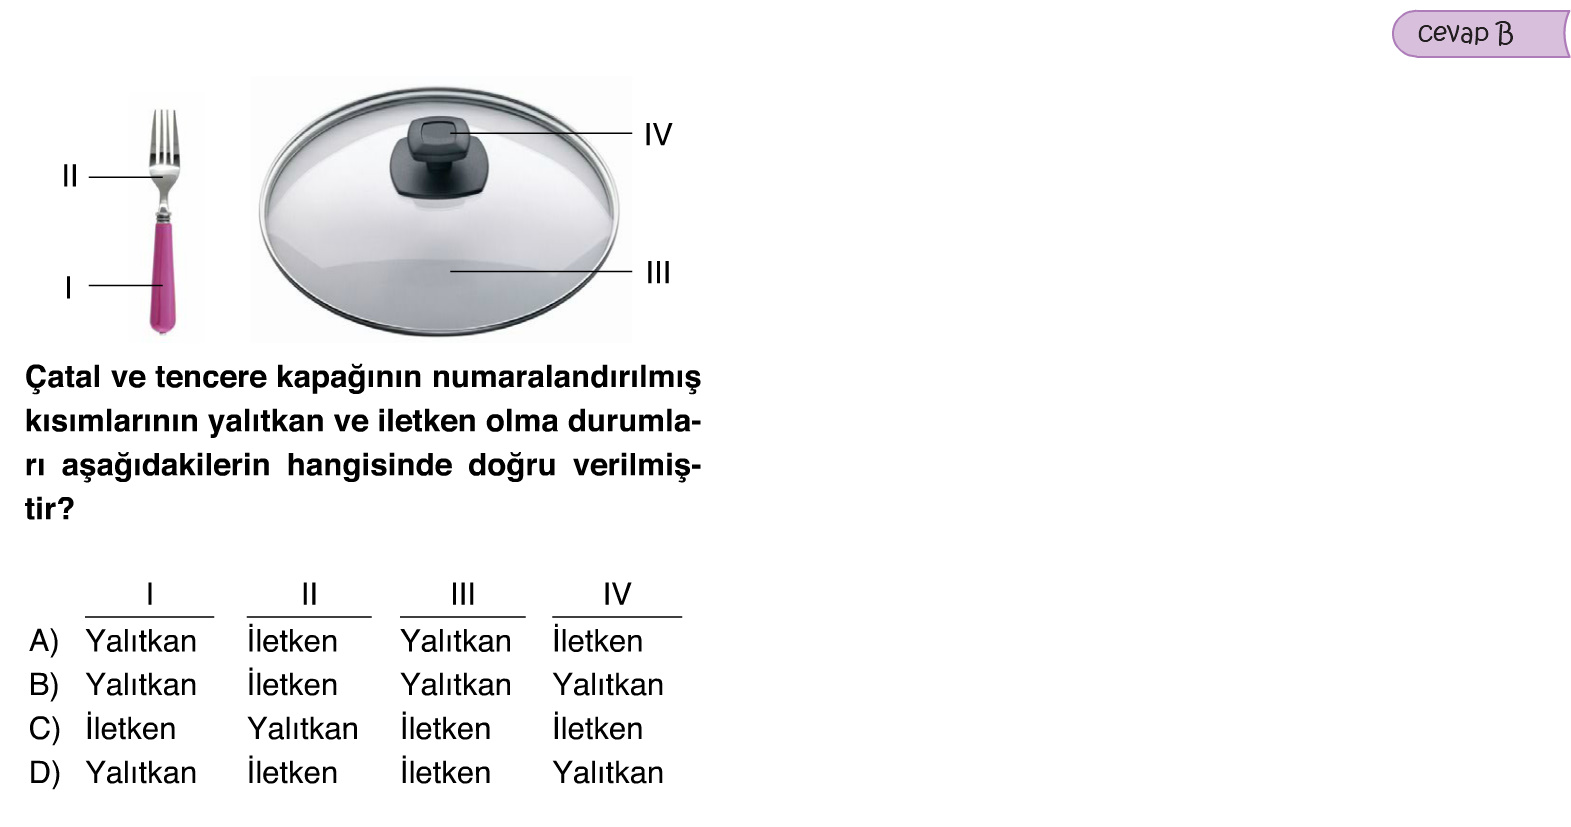 cevap B
IV
II
III
I
Çatal ve tencere kapağının numaralandırılmış
kısımlarının yalıtkan ve iletken olma durumla-
rı aşağıdakilerin hangisinde doğru verilmiş-
tir?
I II III IV
A) Yalıtkan İletken Yalıtkan İletken
B) Yalıtkan İletken Yalıtkan Yalıtkan
C) İletken Yalıtkan İletken İletken
D) Yalıtkan İletken İletken Yalıtkan